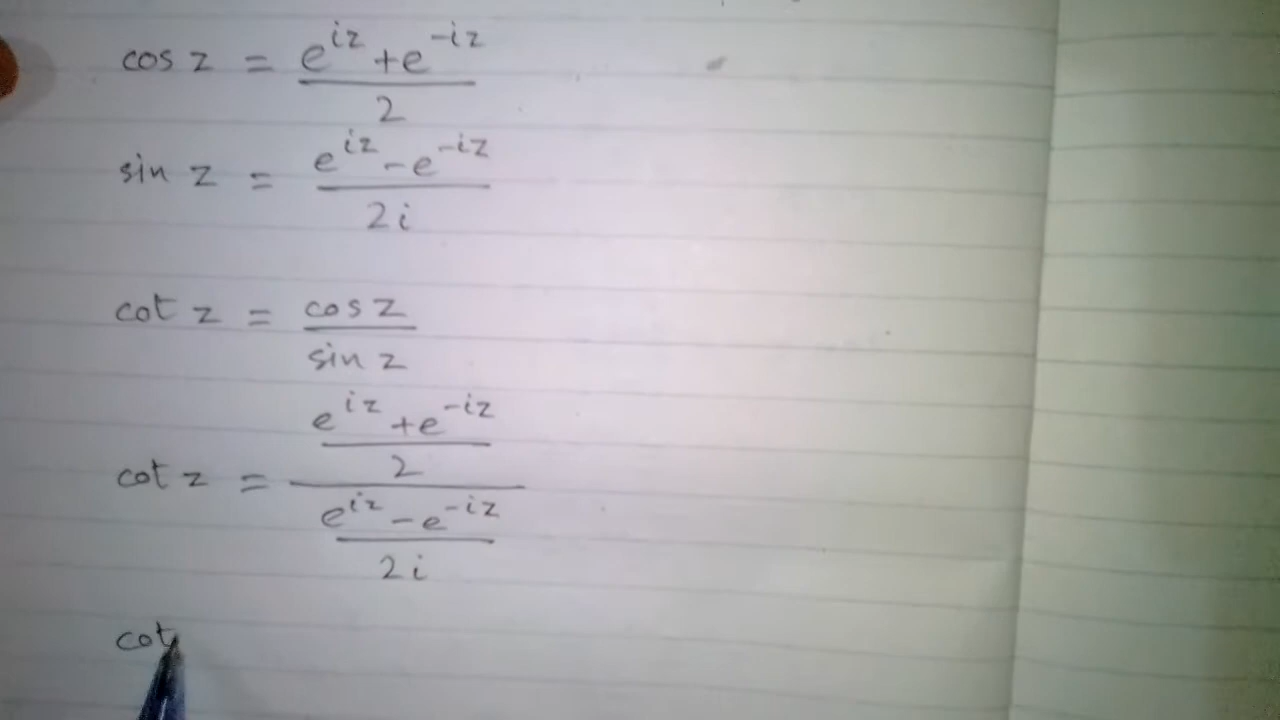 cos z = (e^{iz} + e^{-iz}) / 2
sin z = (e^{iz} - e^{-iz}) / 2i
cot z = cos z / sin z
cot z = ((e^{iz} + e^{-iz}) / 2) / ((e^{iz} - e^{-iz}) / 2i)
cot